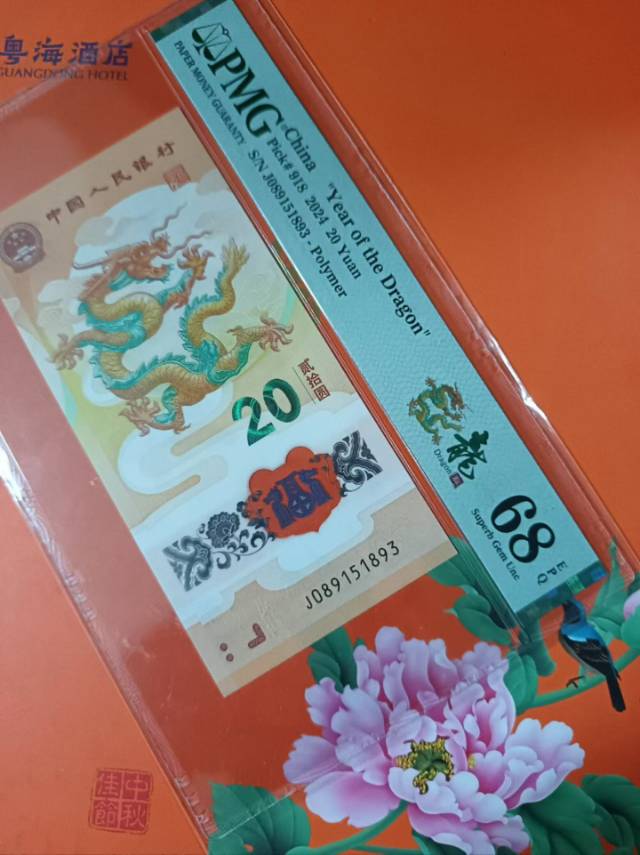 粤海酒店
GUANGDONG HOTEL
PMG
PAPER MONEY GUARANTY
China
Pick# 918 2024 20 Yuan
S/N J089151893 - Polymer
"Year of the Dragon"
龍
Dragon
68
EPQ
Superb Gem Unc
中国人民银行
20
贰拾圆
福
J089151893
中秋
佳節